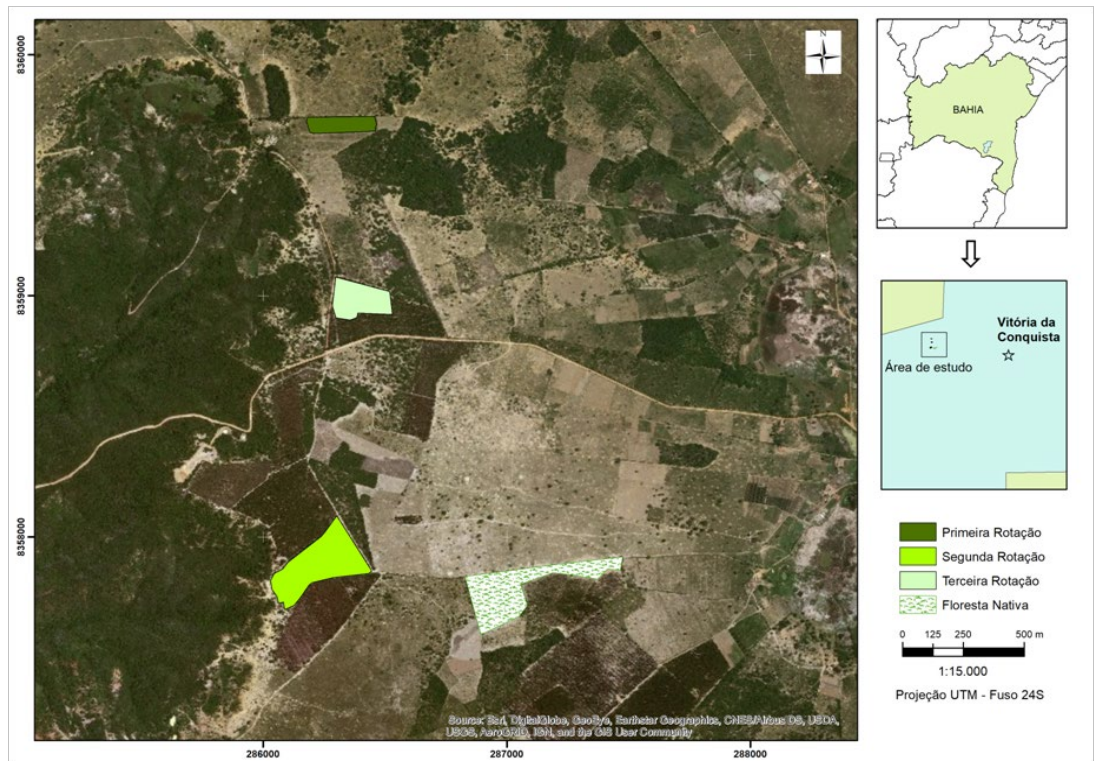 8360000
8359000
8358000
286000
287000
288000
N
Source: Esri, DigitalGlobe, GeoEye, Earthstar Geographics, CNES/Airbus DS, USDA,
USGS, AeroGRID, IGN, and the GIS User Community
BAHIA
Vitória da
Conquista
Área de estudo
Primeira Rotação
Segunda Rotação
Terceira Rotação
Floresta Nativa
0 125 250 500 m
1:15.000
Projeção UTM - Fuso 24S